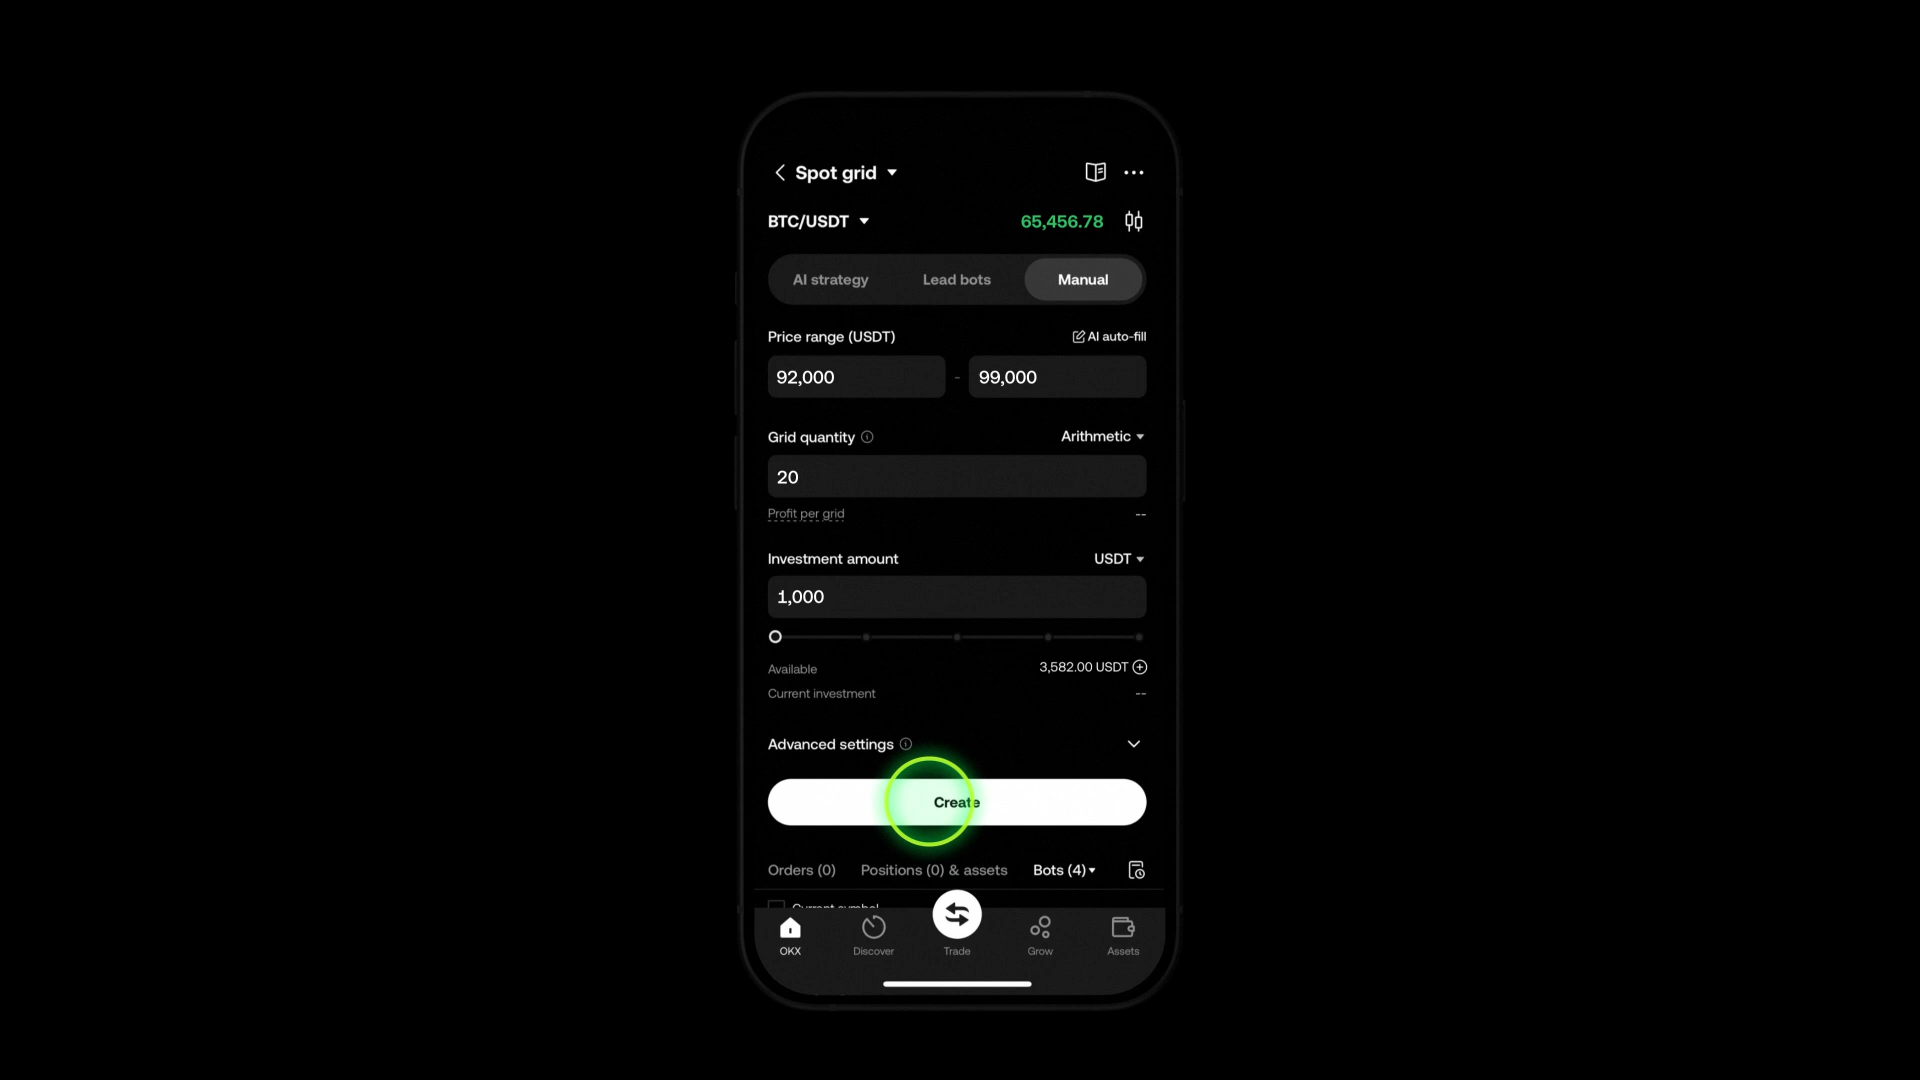 Spot grid
BTC/USDT 65,456.78
AI strategy Lead bots Manual
Price range (USDT) AI auto-fill
92,000 - 99,000
Grid quantity Arithmetic
20
Profit per grid --
Investment amount USDT
1,000
Available 3,582.00 USDT
Current investment --
Advanced settings
Create
Orders (0) Positions (0) & assets Bots (4)
Current symbol
OKX Discover Trade Grow Assets